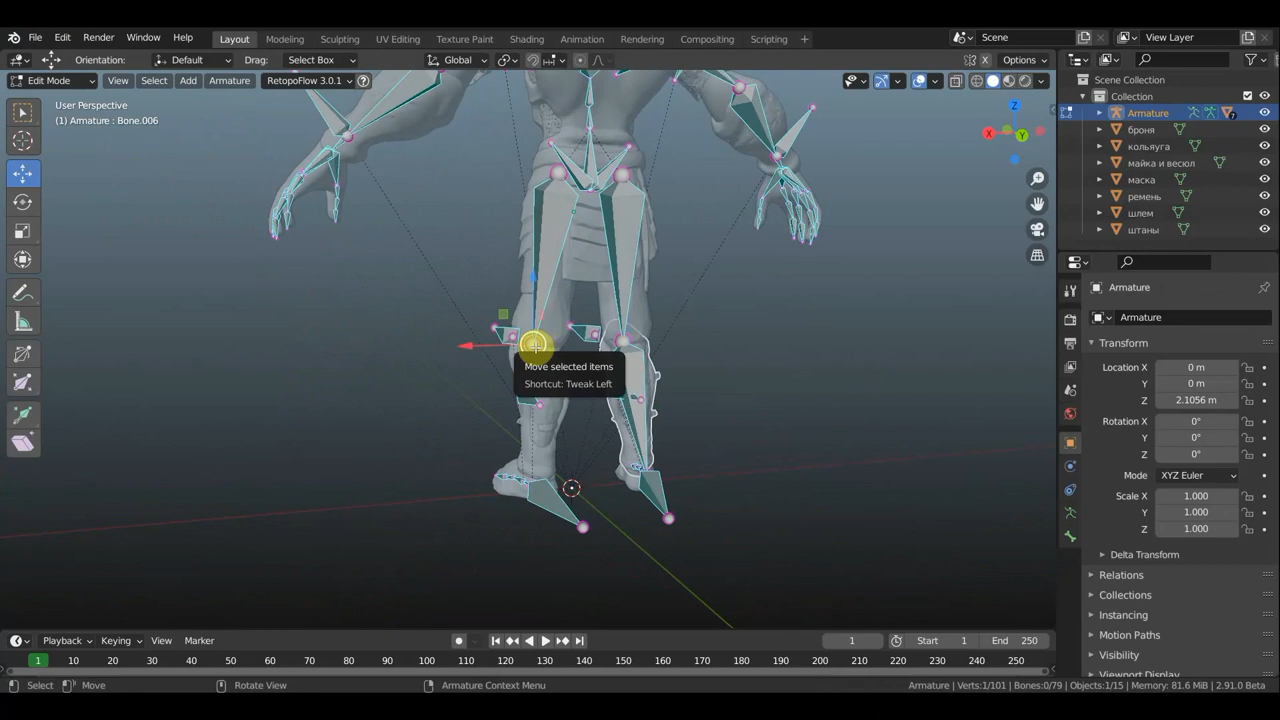 File Edit Render Window Help Layout Modeling Sculpting UV Editing Texture Paint Shading Animation Rendering Compositing Scripting + Scene View Layer
Orientation: Default Drag: Select Box Global Options
Edit Mode View Select Add Armature RetopoFlow 3.0.1 ?
User Perspective
(1) Armature : Bone.006
Z
X
Y
Move selected items
Shortcut: Tweak Left
Scene Collection
Collection
Armature 7
броня
кольяуга
майка и весюл
маска
ремень
шлем
штаны
Armature
Armature
Transform
Location X 0 m
Y 0 m
Z 2.1056 m
Rotation X 0°
Y 0°
Z 0°
Mode XYZ Euler
Scale X 1.000
Y 1.000
Z 1.000
Delta Transform
Relations
Collections
Instancing
Motion Paths
Visibility
Viewport Display
Playback Keying View Marker 1 Start 1 End 250
1 10 20 30 40 50 60 70 80 90 100 110 120 130 140 150 160 170 180 190 200 210 220 230 240 250
Select Move Rotate View Armature Context Menu Armature | Verts:1/101 | Bones:0/79 | Objects:1/15 | Memory: 81.6 MiB | 2.91.0 Beta